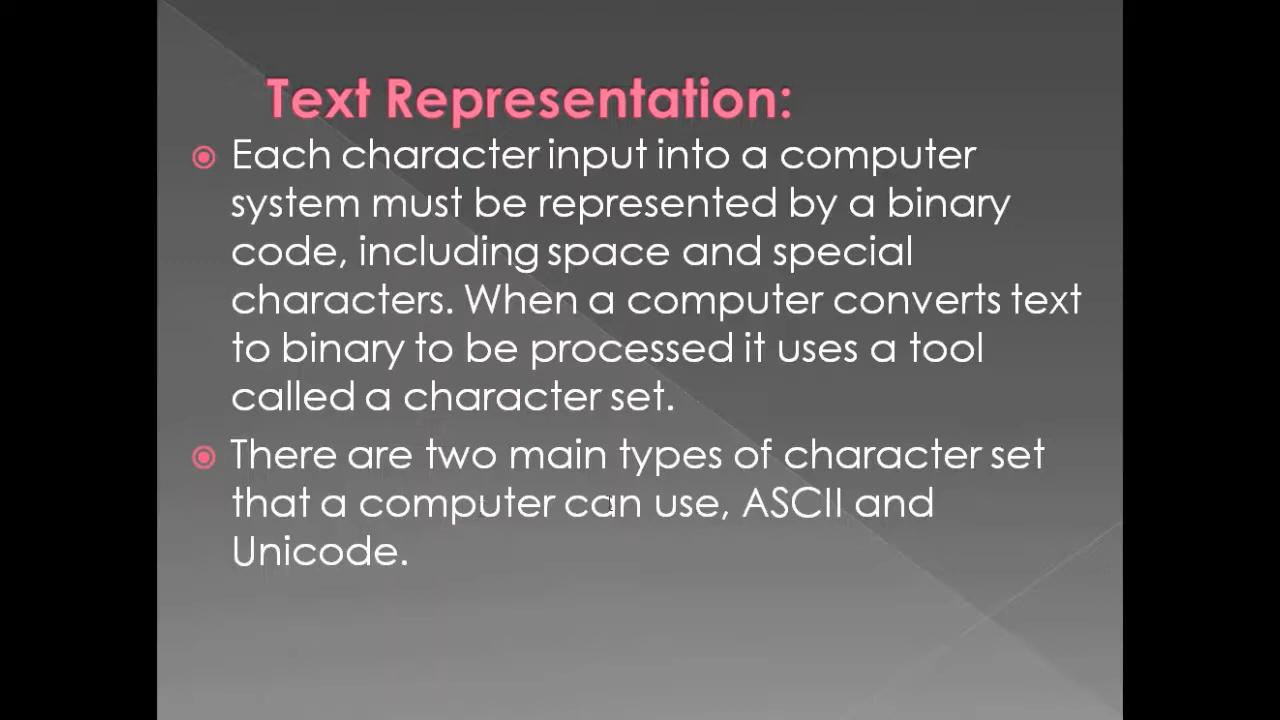 Text Representation:
Each character input into a computer
system must be represented by a binary
code, including space and special
characters. When a computer converts text
to binary to be processed it uses a tool
called a character set.
There are two main types of character set
that a computer can use, ASCII and
Unicode.